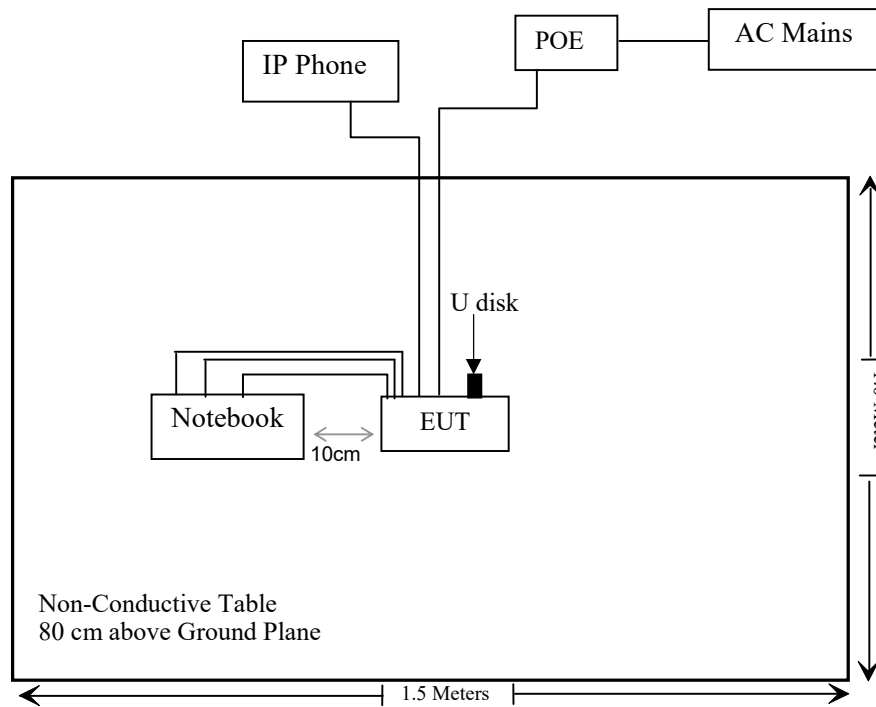 IP Phone
POE
AC Mains
U disk
Notebook
EUT
10cm
Non-Conductive Table
80 cm above Ground Plane
1.5 Meters